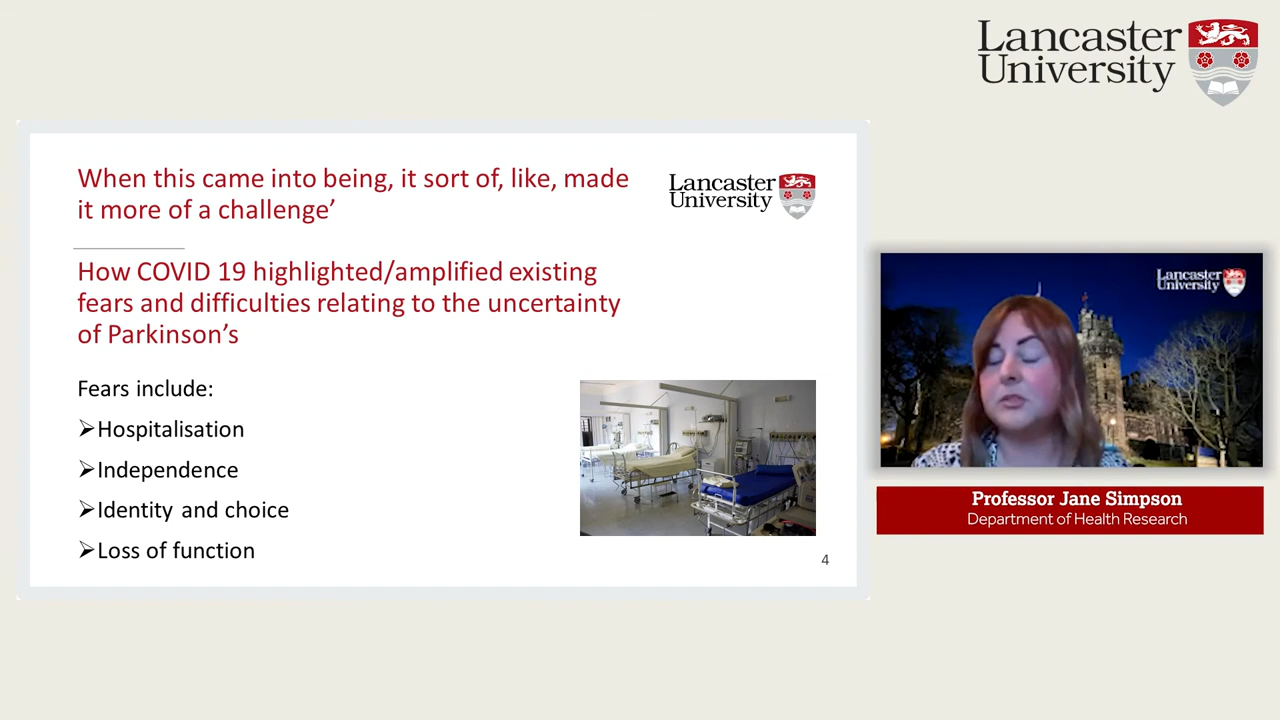 Lancaster
University
When this came into being, it sort of, like, made
it more of a challenge’
Lancaster
University
How COVID 19 highlighted/amplified existing
fears and difficulties relating to the uncertainty
of Parkinson’s
Fears include:
➢Hospitalisation
➢Independence
➢Identity and choice
➢Loss of function
4
Lancaster
University
Professor Jane Simpson
Department of Health Research